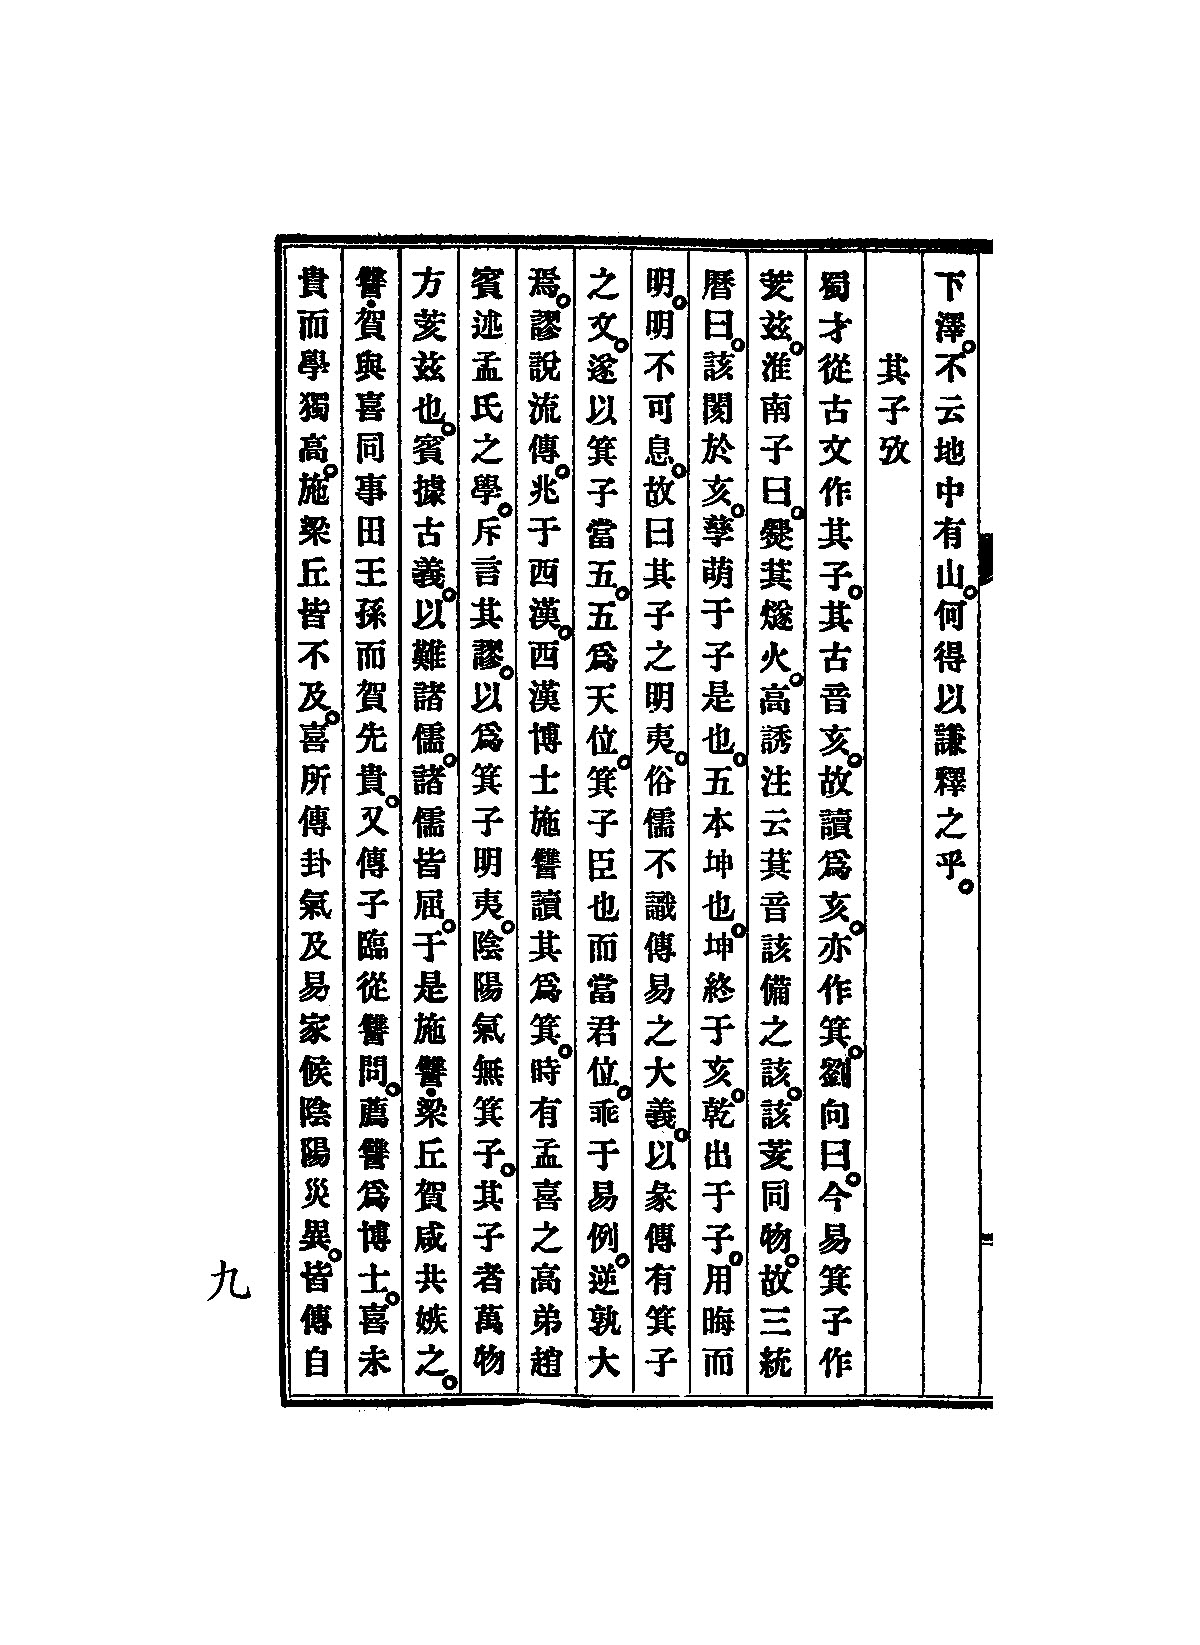 下澤。不云地中有山。何得以謙釋之乎。
其子攷
蜀才從古文作其子。其古音亥。故讀爲亥。亦作箕。劉向曰。今易箕子作
荄兹。淮南子曰。爨萁燧火。高誘注云萁音該備之該。該荄同物。故三統
曆曰。該閡於亥。孳萌于子是也。五本坤也。坤終于亥。乾出于子。用晦而
明。明不可息。故曰其子之明夷。俗儒不識傳易之大義。以彖傳有箕子
之文。遂以箕子當五。五爲天位。箕子臣也而當君位。乖于易例。逆孰大
焉。謬說流傳。兆于西漢。西漢博士施讐讀其爲箕。時有孟喜之高弟趙
賓述孟氏之學。斥言其謬。以爲箕子明夷。陰陽氣無箕子。其子者萬物
方荄兹也。賓據古義。以難諸儒。諸儒皆屈。于是施讐·梁丘賀咸共嫉之。
讐·賀與喜同事田王孫而賀先貴。又傳子臨從讐問。薦讐爲博士。喜未
貴而學獨高。施梁丘皆不及。喜所傳卦氣及易家候陰陽災異。皆傳自
九